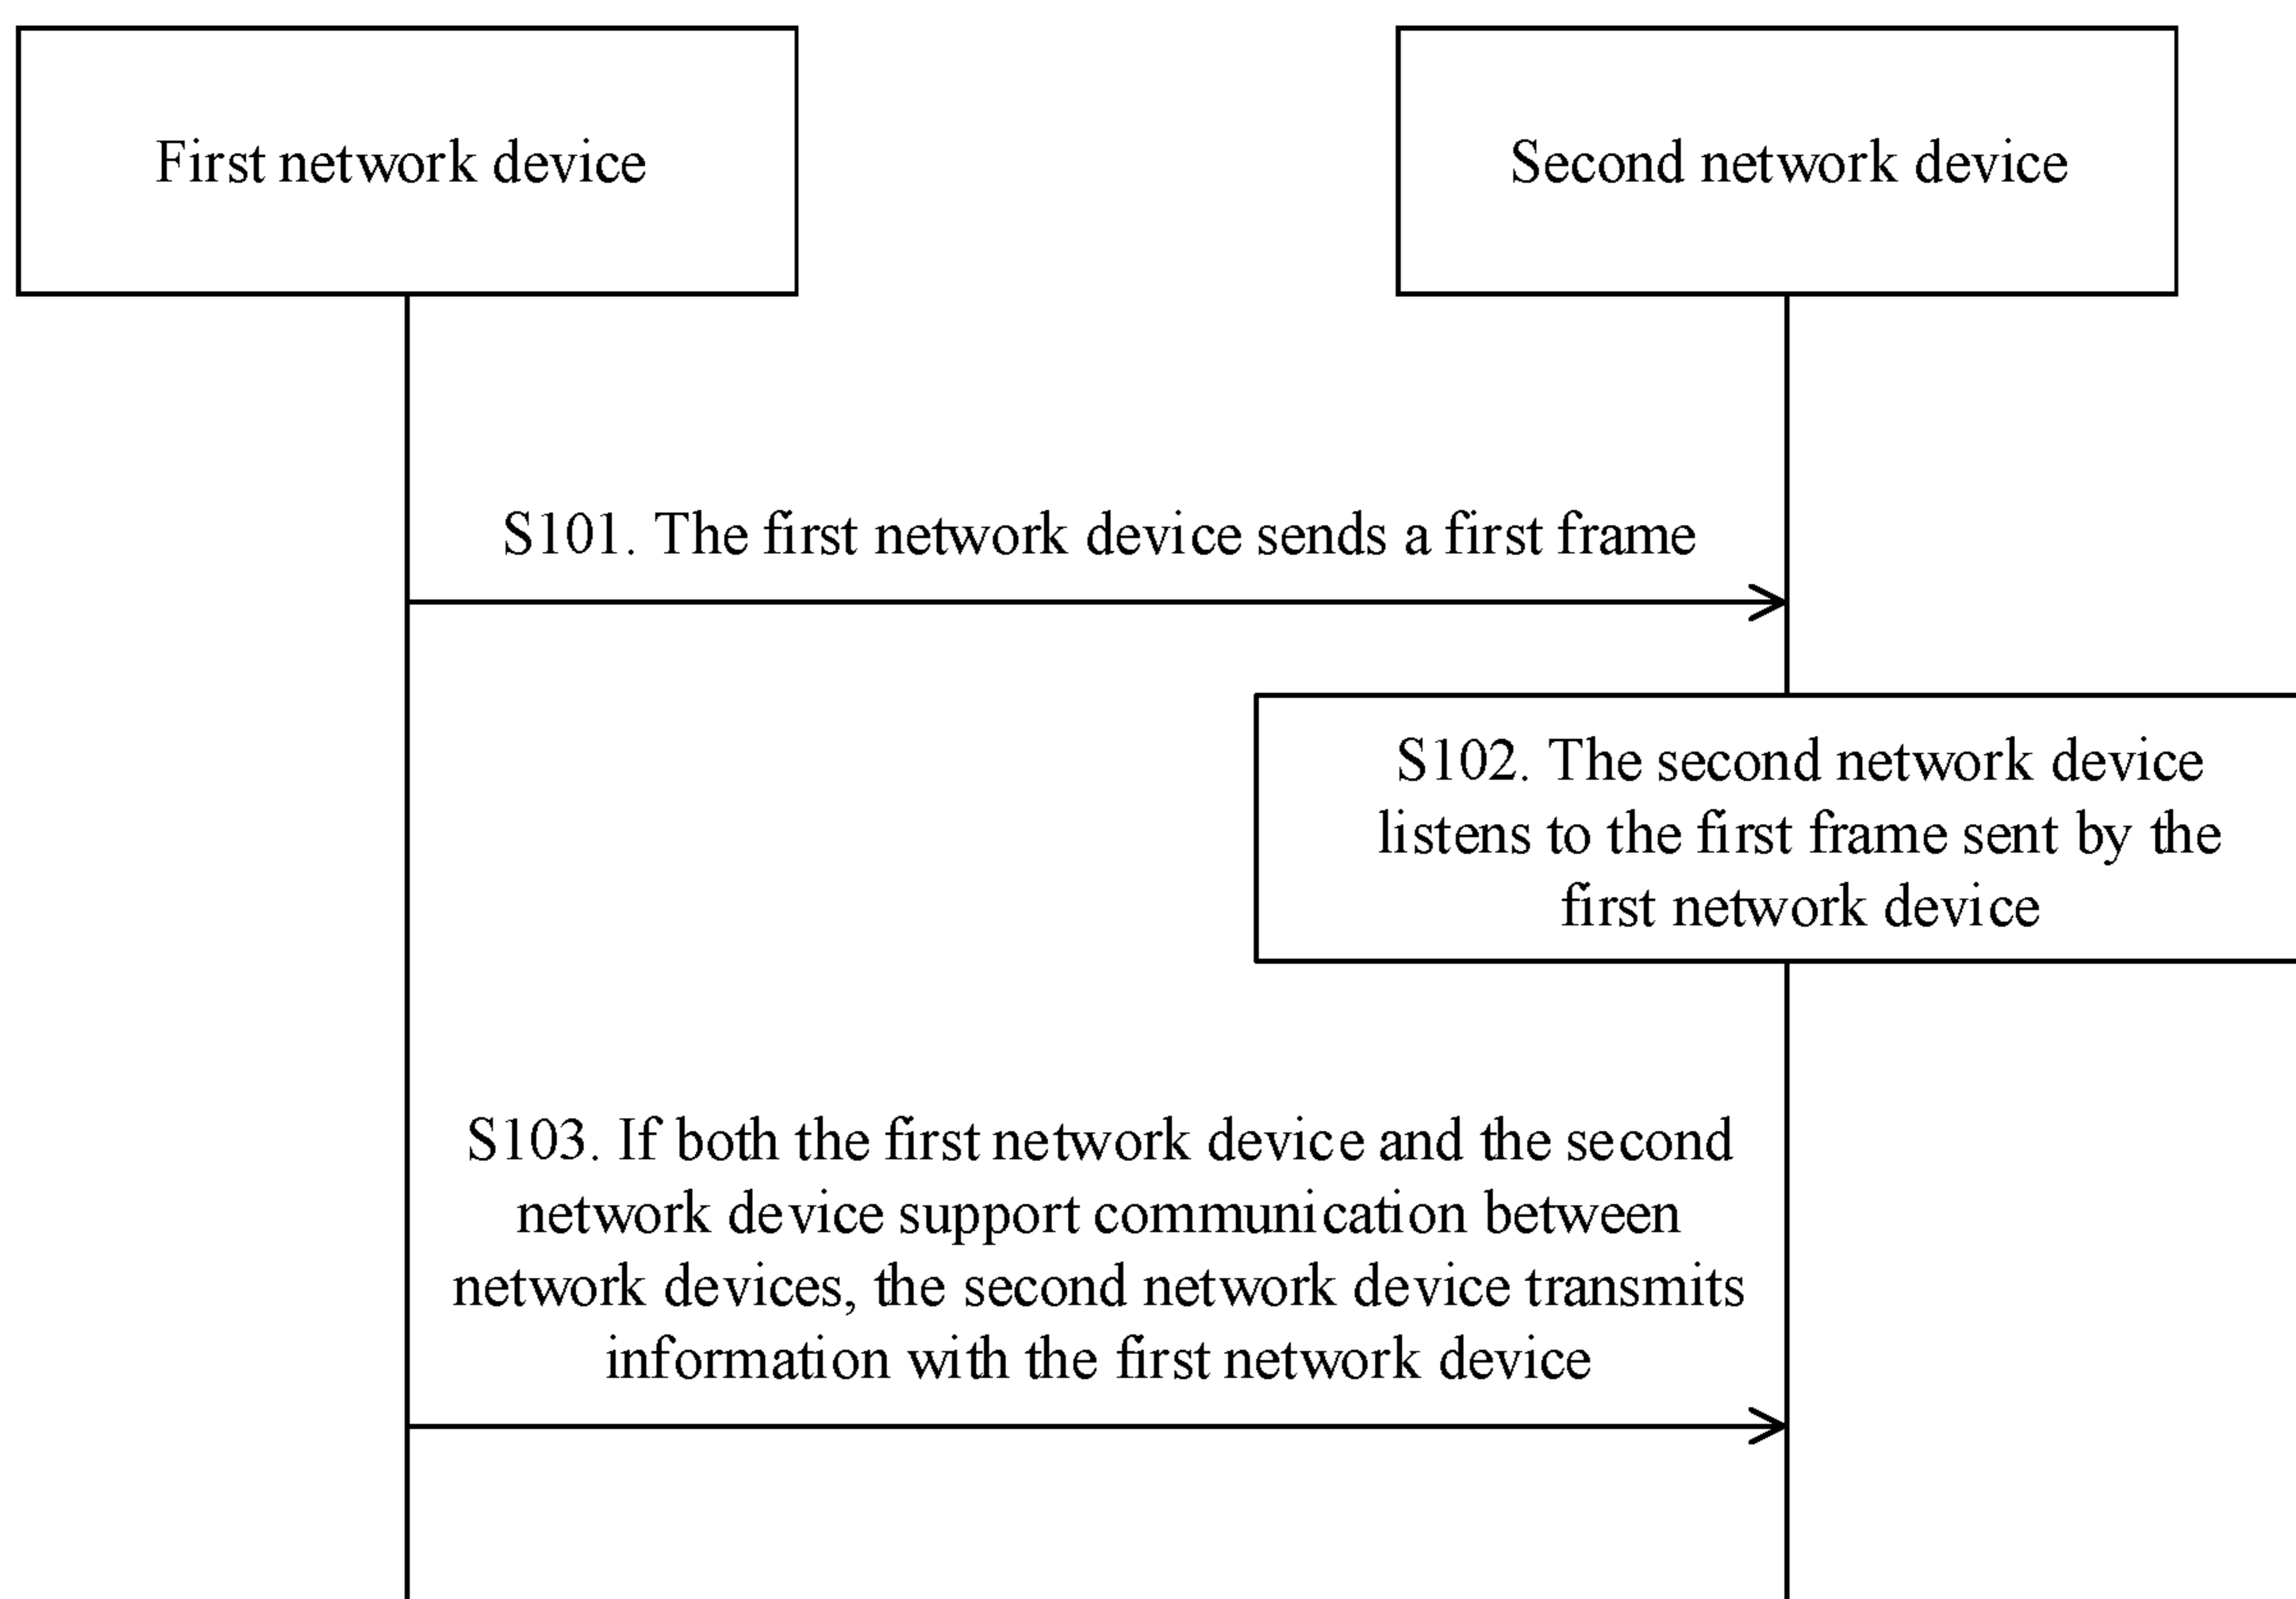 First network device
Second network device
S101. The first network device sends a first frame
S102. The second network device
listens to the first frame sent by the
first network device
S103. If both the first network device and the second
network device support communication between
network devices, the second network device transmits
information with the first network device